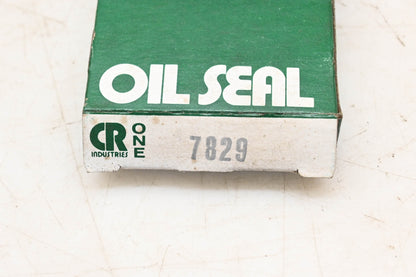 OIL SEAL
CR ONE 7829
INDUSTRIES